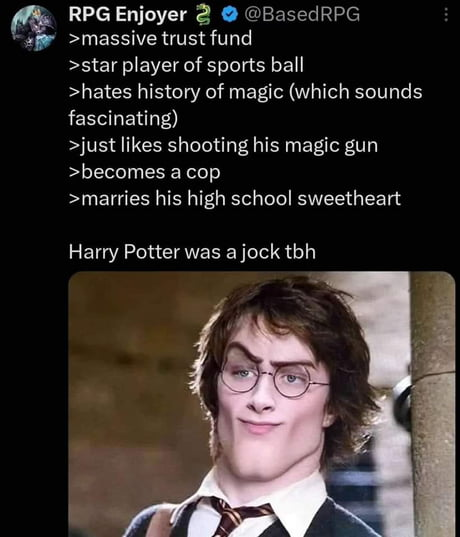 RPG Enjoyer 🐉 @BasedRPG
>massive trust fund
>star player of sports ball
>hates history of magic (which sounds
fascinating)
>just likes shooting his magic gun
>becomes a cop
>marries his high school sweetheart
Harry Potter was a jock tbh